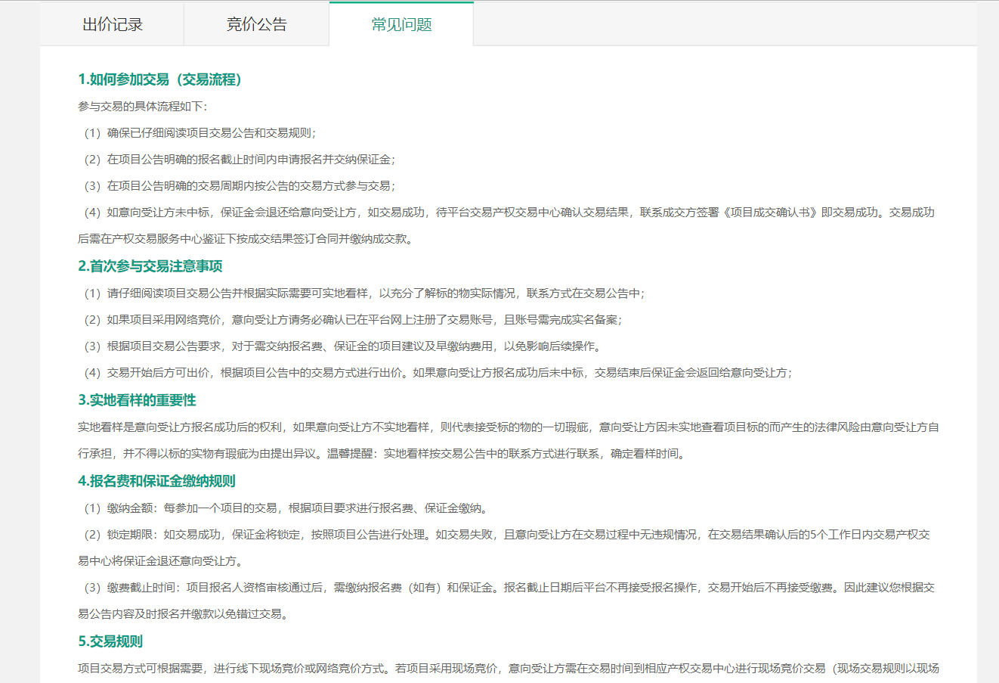 出价记录
竞价公告
常见问题
1.如何参加交易（交易流程）
参与交易的具体流程如下：
（1）确保已仔细阅读项目交易公告和交易规则；
（2）在项目公告明确的报名截止时间内申请报名并交纳保证金；
（3）在项目公告明确的交易周期内按公告的交易方式参与交易；
（4）如意向受让方未中标，保证金会退还给意向受让方，如交易成功，待平台交易产权交易中心确认交易结果，联系成交方签署《项目成交确认书》即交易成功。交易成功
后需在产权交易服务中心鉴证下按成交结果签订合同并缴纳成交款。
2.首次参与交易注意事项
（1）请仔细阅读项目交易公告并根据实际需要可实地看样，以充分了解标的物实际情况，联系方式在交易公告中；
（2）如果项目采用网络竞价，意向受让方请务必确认已在平台网上注册了交易账号，且账号需完成实名备案；
（3）根据项目交易公告要求，对于需交纳报名费、保证金的项目建议及早缴纳费用，以免影响后续操作。
（4）交易开始后方可出价，根据项目公告中的交易方式进行出价。如果意向受让方报名成功后未中标，交易结束后保证金会返回给意向受让方；
3.实地看样的重要性
实地看样是意向受让方报名成功后的权利，如果意向受让方不实地看样，则代表接受标的物的一切瑕疵，意向受让方因未实地查看项目标的而产生的法律风险由意向受让方自
行承担，并不得以标的实物有瑕疵为由提出异议。温馨提醒：实地看样按交易公告中的联系方式进行联系，确定看样时间。
4.报名费和保证金缴纳规则
（1）缴纳金额：每参加一个项目的交易，根据项目要求进行报名费、保证金缴纳。
（2）锁定期限：如交易成功，保证金将锁定，按照项目公告进行处理。如交易失败，且意向受让方在交易过程中无违规情况，在交易结果确认后的5个工作日内交易产权交
易中心将保证金退还意向受让方。
（3）缴费截止时间：项目报名人资格审核通过后，需缴纳报名费（如有）和保证金。报名截止日期后平台不再接受报名操作，交易开始后不再接受缴费。因此建议您根据交
易公告内容及时报名并缴款以免错过交易。
5.交易规则
项目交易方式可根据需要，进行线下现场竞价或网络竞价方式。若项目采用现场竞价，意向受让方需在交易时间到相应产权交易中心进行现场竞价交易（现场交易规则以现场